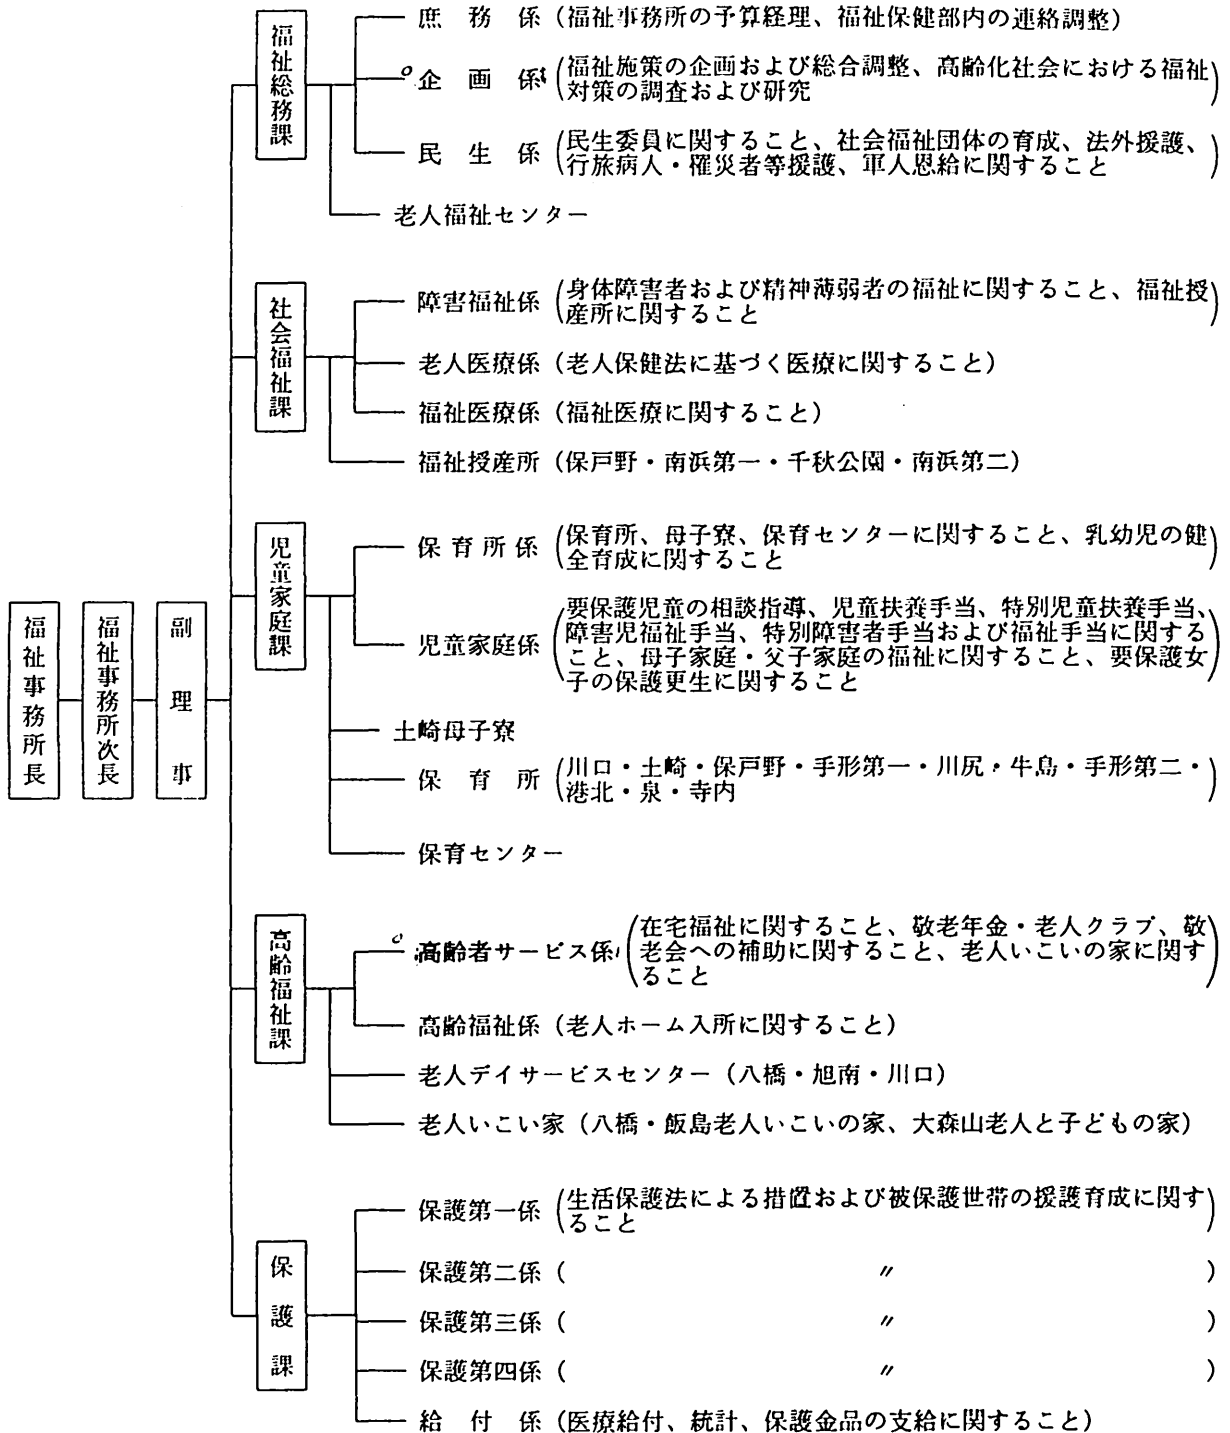 福祉事務所長
福祉事務所次長
副理事
福祉総務課
庶務係(福祉事務所の予算経理、福祉保健部内の連絡調整)
企画係(福祉施策の企画および総合調整、高齢化社会における福祉
対策の調査および研究)
民生係(民生委員に関すること、社会福祉団体の育成、法外援護、
行旅病人・罹災者等援護、軍人恩給に関すること)
老人福祉センター
社会福祉課
障害福祉係(身体障害者および精神薄弱者の福祉に関すること、福祉授
産所に関すること)
老人医療係(老人保健法に基づく医療に関すること)
福祉医療係(福祉医療に関すること)
福祉授産所(保戸野・南浜第一・千秋公園・南浜第二)
児童家庭課
保育所係(保育所、母子寮、保育センターに関すること、乳幼児の健
全育成に関すること)
児童家庭係(要保護児童の相談指導、児童扶養手当、特別児童扶養手当、
障害児福祉手当、特別障害者手当および福祉手当に関する
こと、母子家庭・父子家庭の福祉に関すること、要保護女
子の保護更生に関すること)
土崎母子寮
保育所(川口・土崎・保戸野・手形第一・川尻・牛島・手形第二・
港北・泉・寺内)
保育センター
高齢福祉課
高齢者サービス係(在宅福祉に関すること、敬老年金・老人クラブ、敬
老会への補助に関すること、老人いこいの家に関す
ること)
高齢福祉係(老人ホーム入所に関すること)
老人デイサービスセンター(八橋・旭南・川口)
老人いこい家(八橋・飯島老人いこいの家、大森山老人と子どもの家)
保護課
保護第一係(生活保護法による措置および被保護世帯の援護育成に関す
ること)
保護第二係(〃)
保護第三係(〃)
保護第四係(〃)
給付係(医療給付、統計、保護金品の支給に関すること)